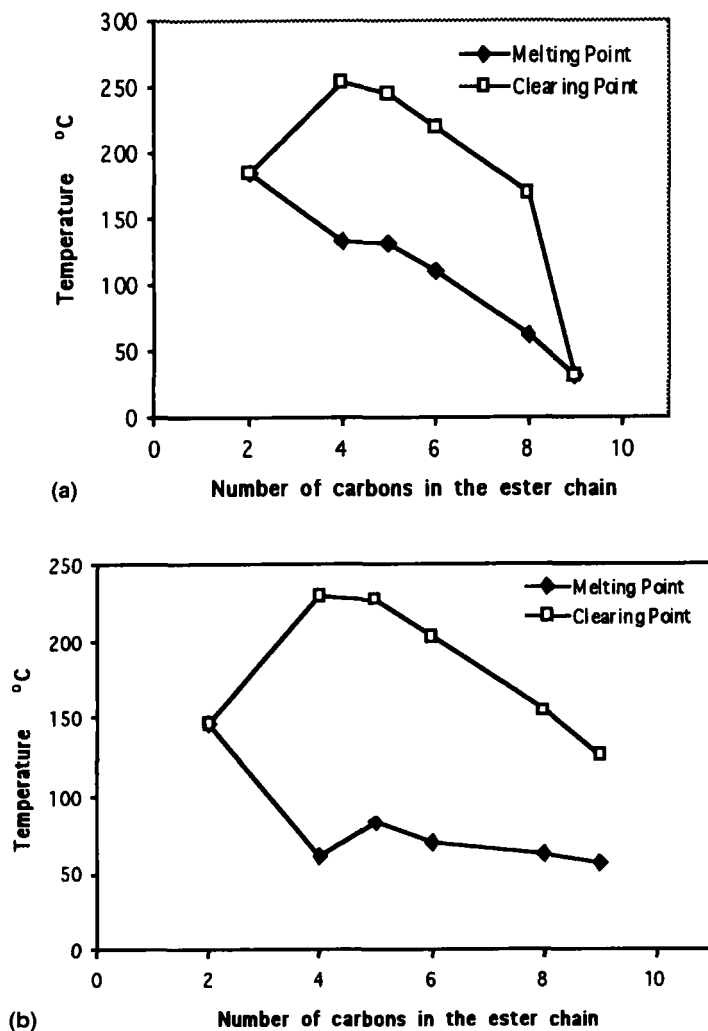 300
250
200
150
100
50
0
Temperature °C
Melting Point
Clearing Point
0 2 4 6 8 10
(a) Number of carbons in the ester chain
250
200
150
100
50
0
Temperature °C
Melting Point
Clearing Point
0 2 4 6 8 10
(b) Number of carbons in the ester chain